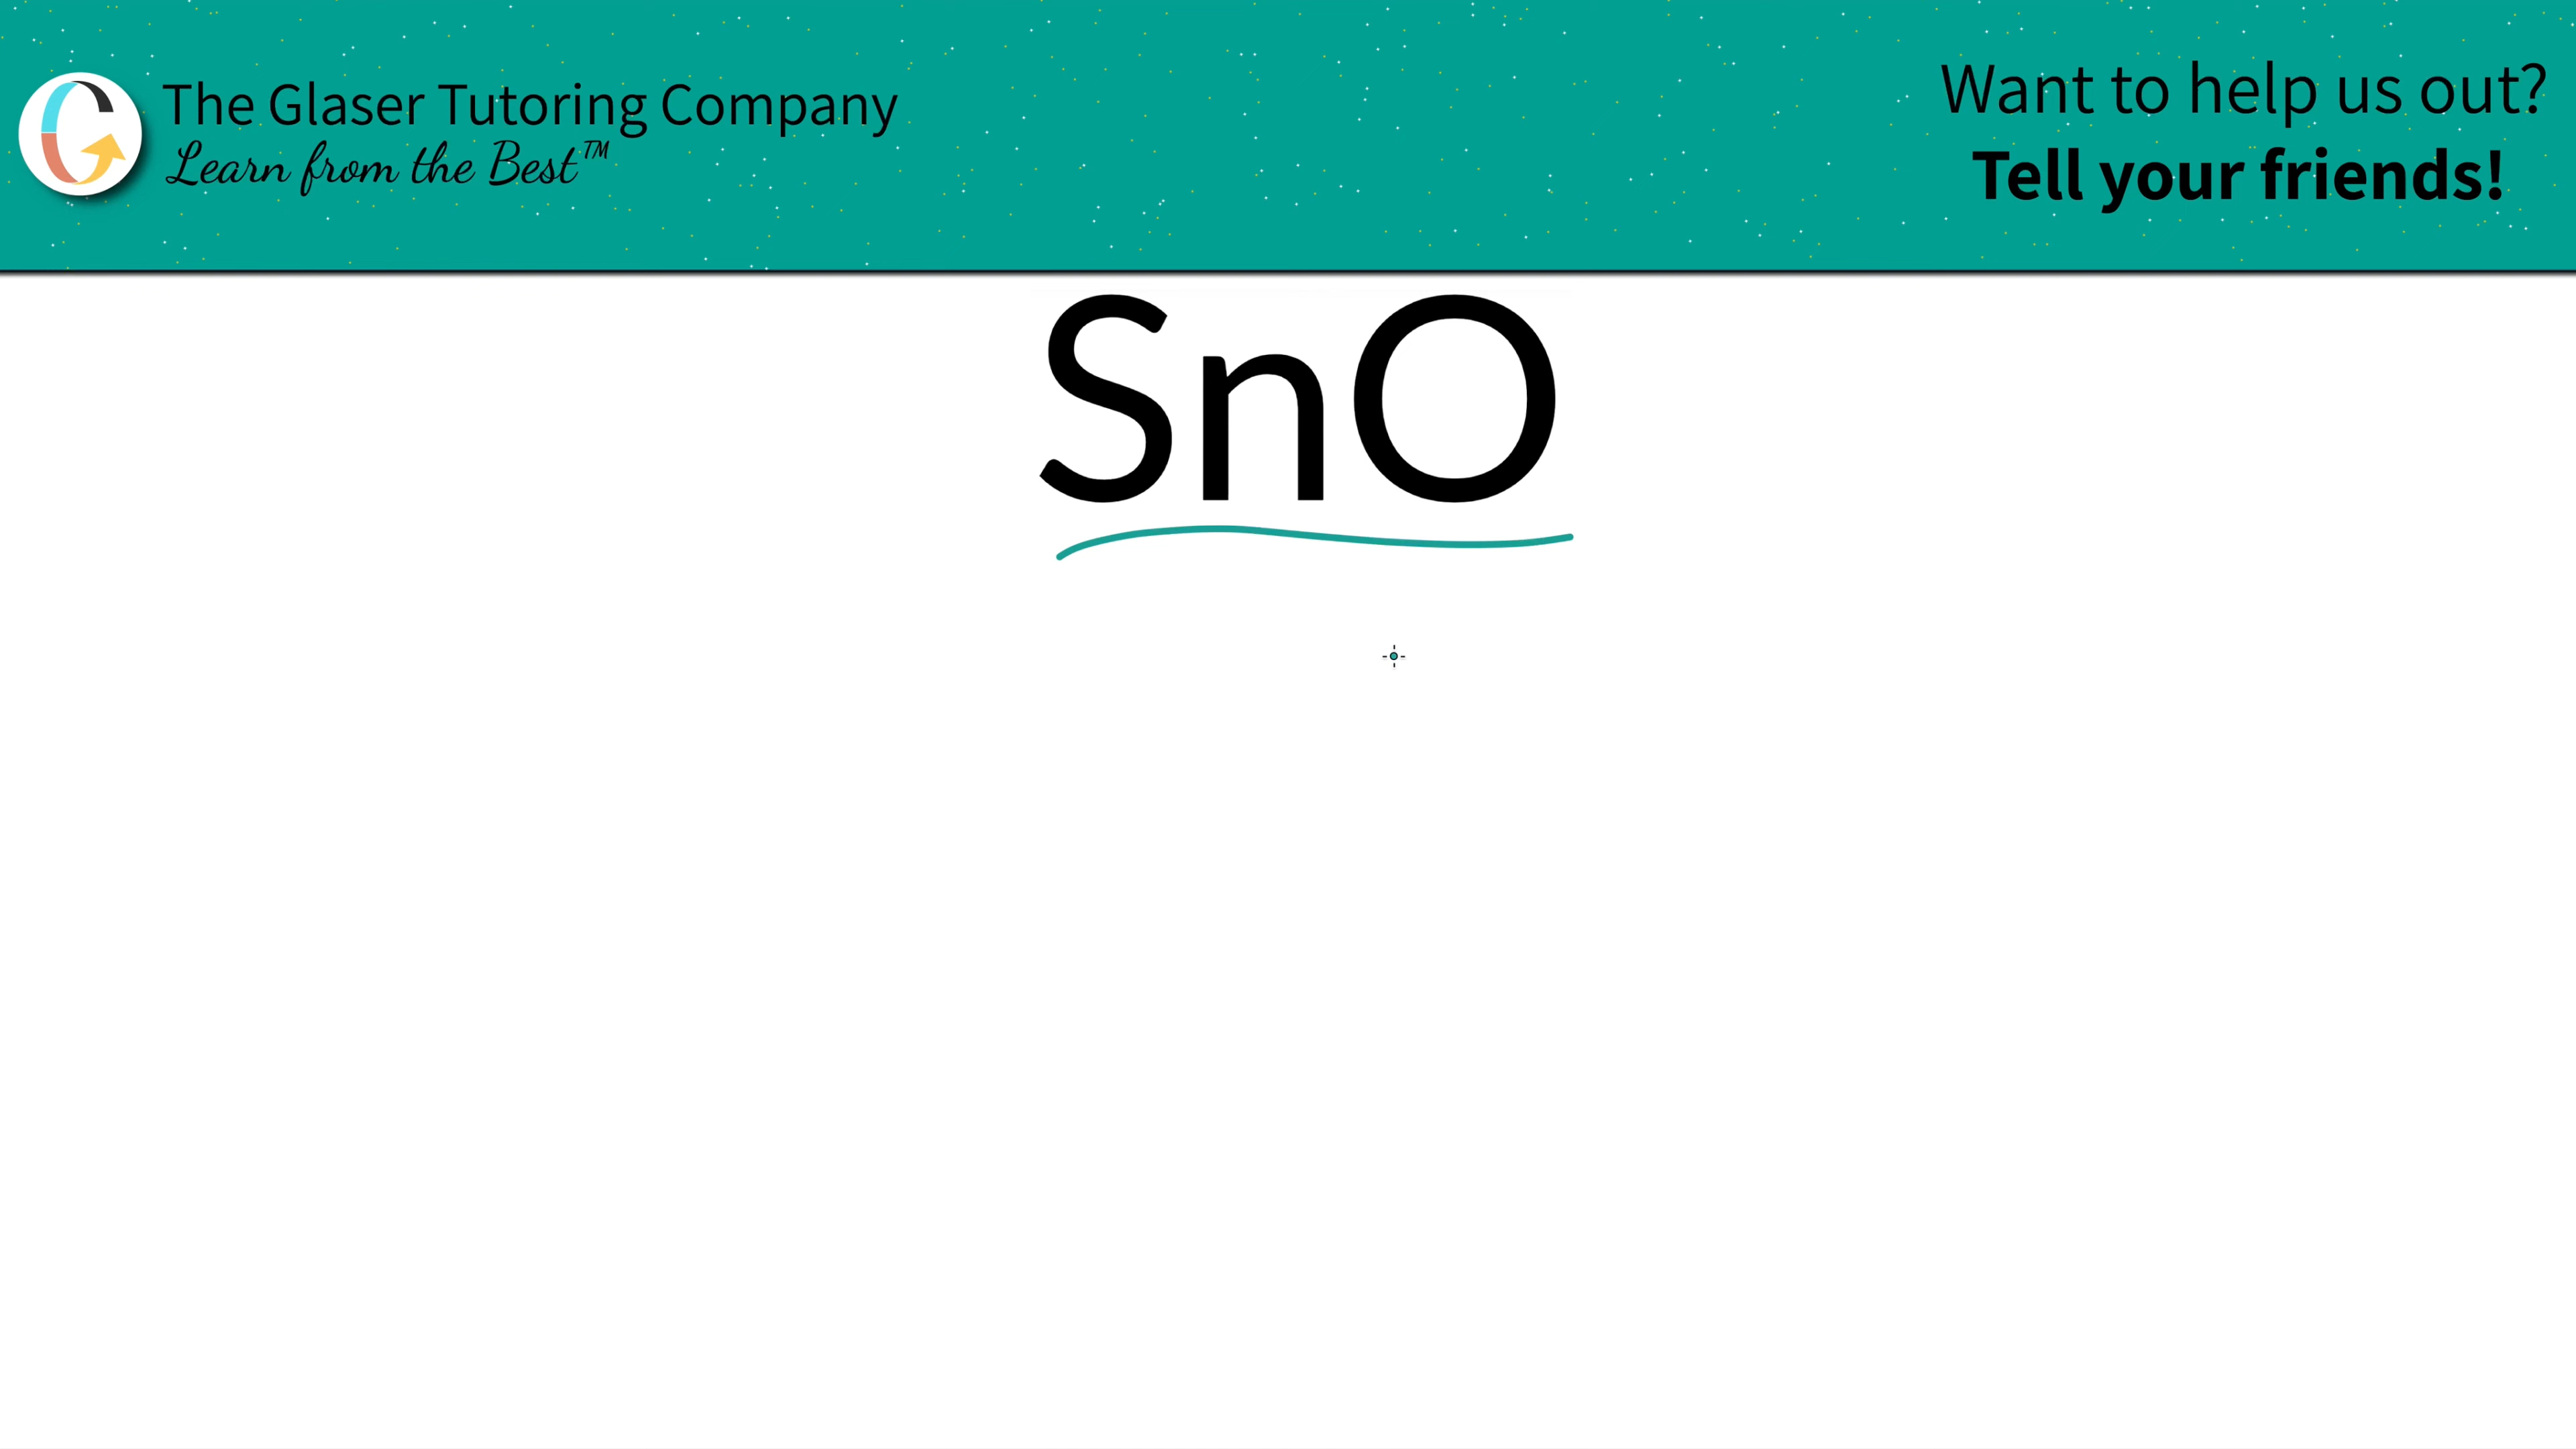 The Glaser Tutoring Company
Learn from the Best™
Want to help us out?
Tell your friends!
SnO